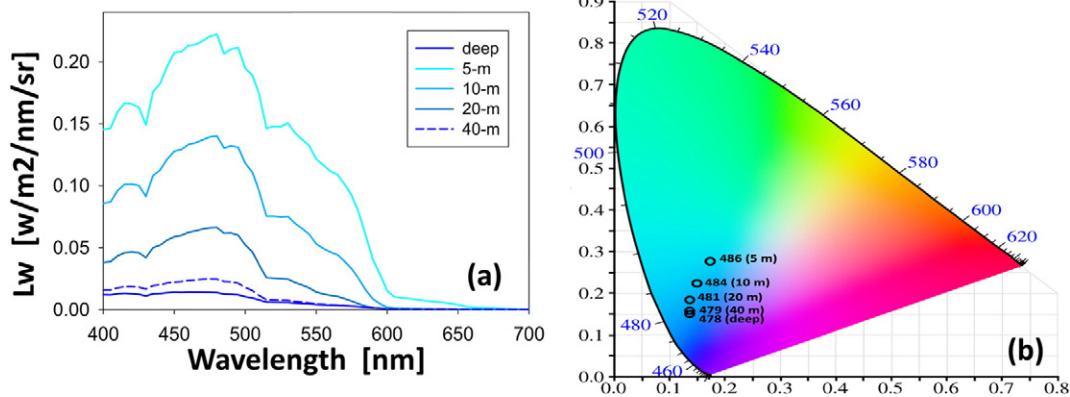 Lw [w/m2/nm/sr]
0.20
0.15
0.10
0.05
0.00
400
450
500
550
600
650
700
Wavelength [nm]
deep
5-m
10-m
20-m
40-m
(a)
0.9
0.8
0.7
0.6
0.5
0.4
0.3
0.2
0.1
0.0
0.0
0.1
0.2
0.3
0.4
0.5
0.6
0.7
0.8
520
540
560
500
580
600
620
486 (5 m)
484 (10 m)
481 (20 m)
479 (40 m)
478 (deep)
480
460
(b)